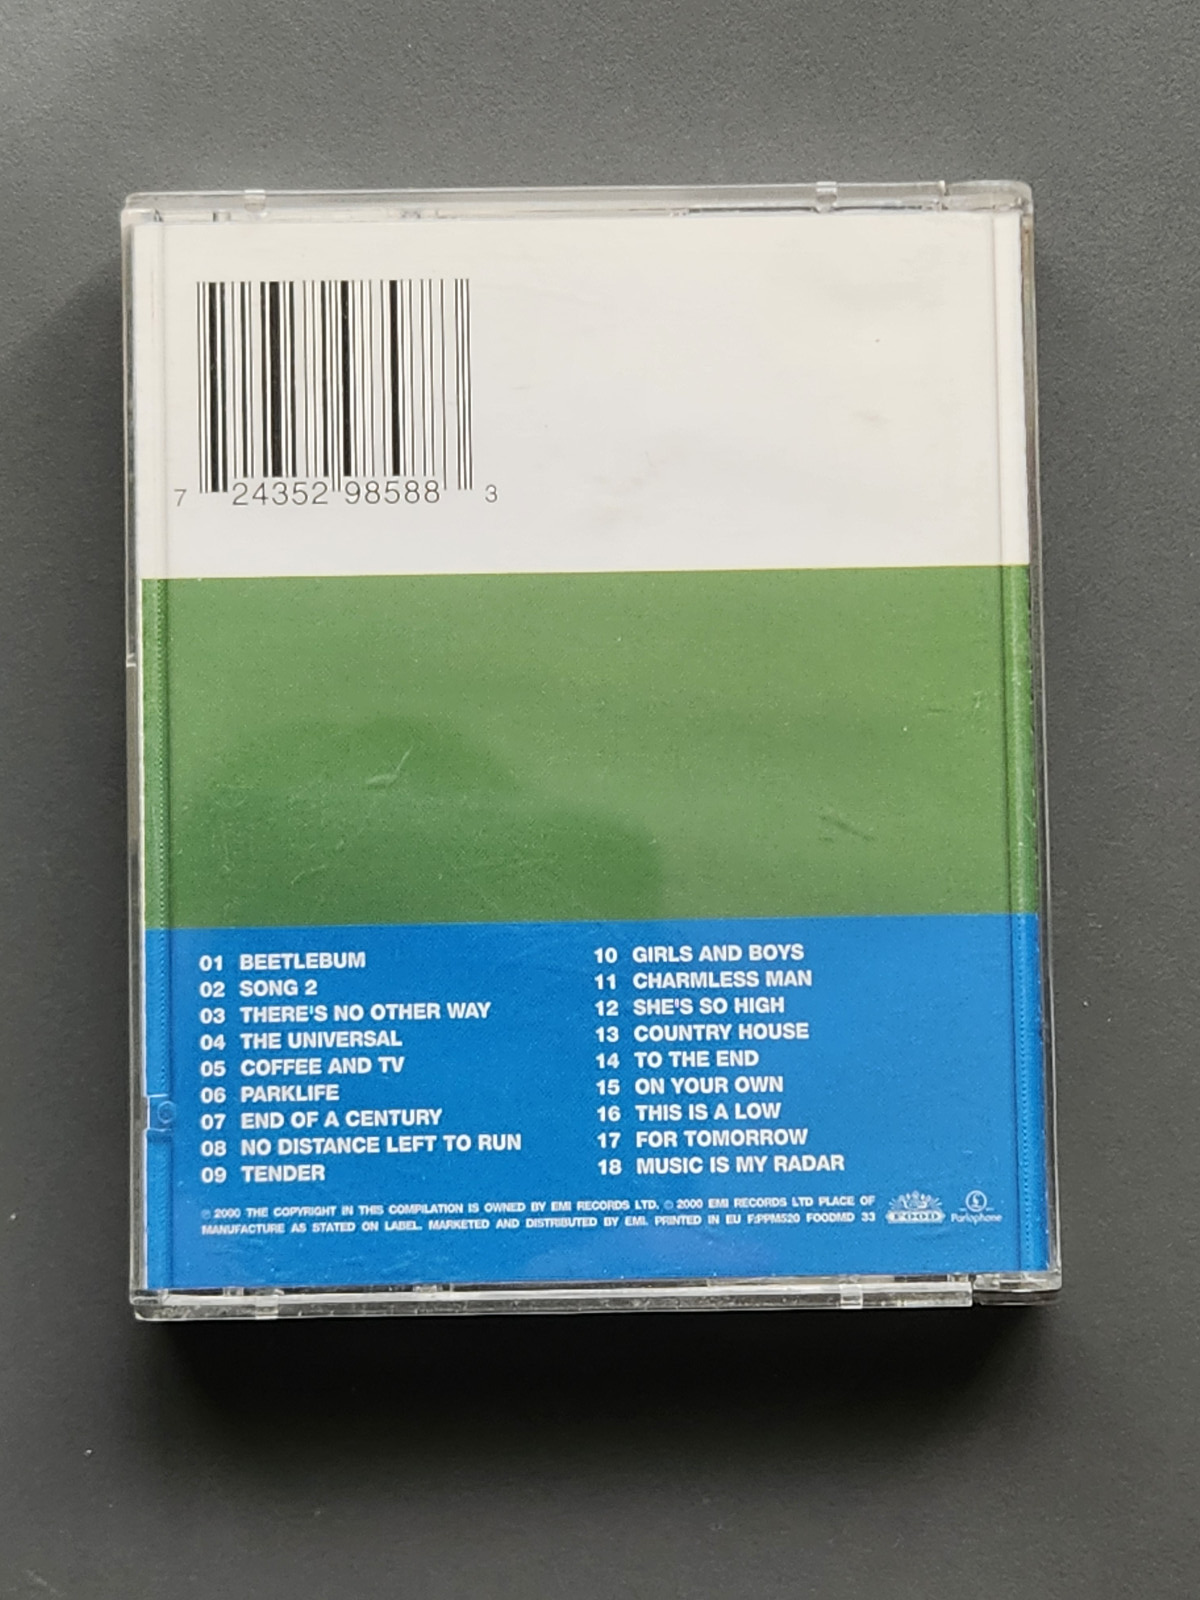 7 24352 98588 3
01 BEETLEBUM
02 SONG 2
03 THERE'S NO OTHER WAY
04 THE UNIVERSAL
05 COFFEE AND TV
06 PARKLIFE
07 END OF A CENTURY
08 NO DISTANCE LEFT TO RUN
09 TENDER
10 GIRLS AND BOYS
11 CHARMLESS MAN
12 SHE'S SO HIGH
13 COUNTRY HOUSE
14 TO THE END
15 ON YOUR OWN
16 THIS IS A LOW
17 FOR TOMORROW
18 MUSIC IS MY RADAR
℗ 2000 THE COPYRIGHT IN THIS COMPILATION IS OWNED BY EMI RECORDS LTD. © 2000 EMI RECORDS LTD PLACE OF
MANUFACTURE AS STATED ON LABEL. MARKETED AND DISTRIBUTED BY EMI. PRINTED IN EU F:PPM520 FOODMD 33
FOOD
Parlophone